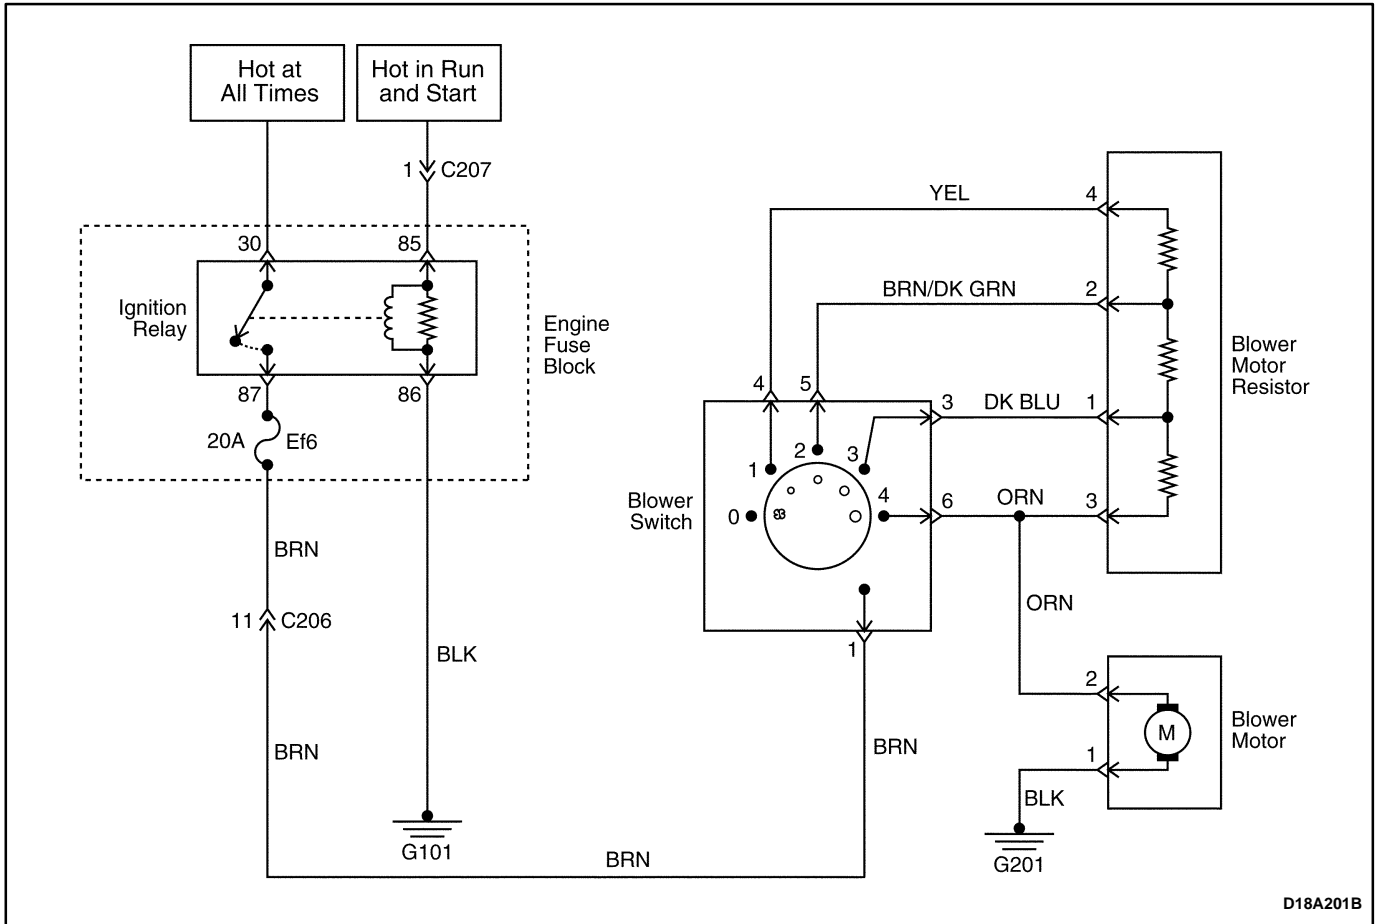 Hot at
All Times
Hot in Run
and Start
1 C207
30
85
Ignition
Relay
Engine
Fuse
Block
87
86
20A Ef6
BRN
11 C206
BLK
BRN
G101
BRN
YEL
4
BRN/DK GRN
2
4
5
3
DK BLU
1
1
2
3
4
0
6
ORN
3
Blower
Switch
1
BRN
Blower
Motor
Resistor
ORN
2
M
1
BLK
Blower
Motor
G201
D18A201B